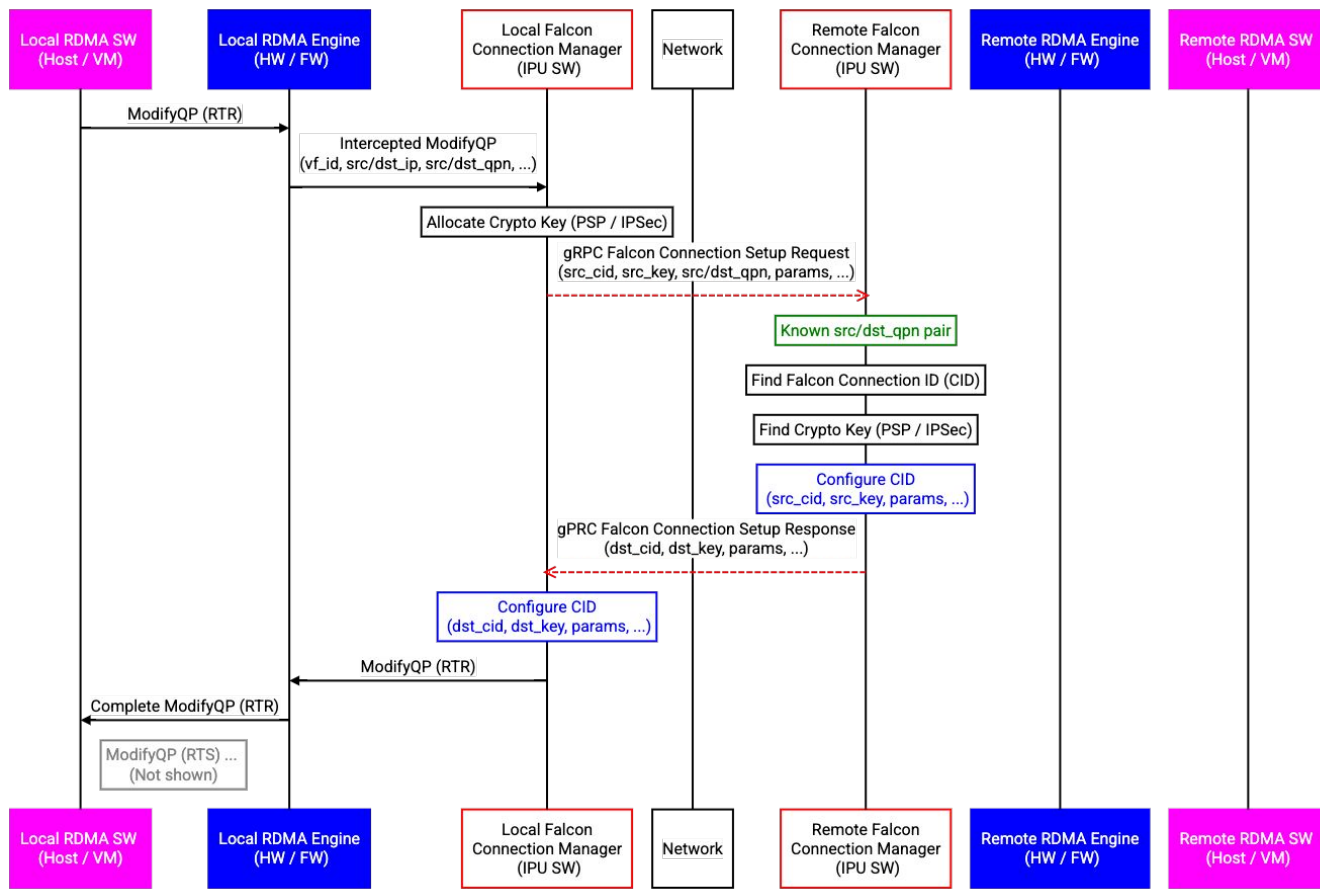 Local RDMA SW
(Host / VM)
Local RDMA Engine
(HW / FW)
Local Falcon
Connection Manager
(IPU SW)
Network
Remote Falcon
Connection Manager
(IPU SW)
Remote RDMA Engine
(HW / FW)
Remote RDMA SW
(Host / VM)
ModifyQP (RTR)
Intercepted ModifyQP
(vf_id, src/dst_ip, src/dst_qpn, ...)
Allocate Crypto Key (PSP / IPSec)
gRPC Falcon Connection Setup Request
(src_cid, src_key, src/dst_qpn, params, ...)
Known src/dst_qpn pair
Find Falcon Connection ID (CID)
Find Crypto Key (PSP / IPSec)
Configure CID
(src_cid, src_key, params, ...)
gPRC Falcon Connection Setup Response
(dst_cid, dst_key, params, ...)
Configure CID
(dst_cid, dst_key, params, ...)
ModifyQP (RTR)
Complete ModifyQP (RTR)
ModifyQP (RTS) ...
(Not shown)
Local RDMA SW
(Host / VM)
Local RDMA Engine
(HW / FW)
Local Falcon
Connection Manager
(IPU SW)
Network
Remote Falcon
Connection Manager
(IPU SW)
Remote RDMA Engine
(HW / FW)
Remote RDMA SW
(Host / VM)